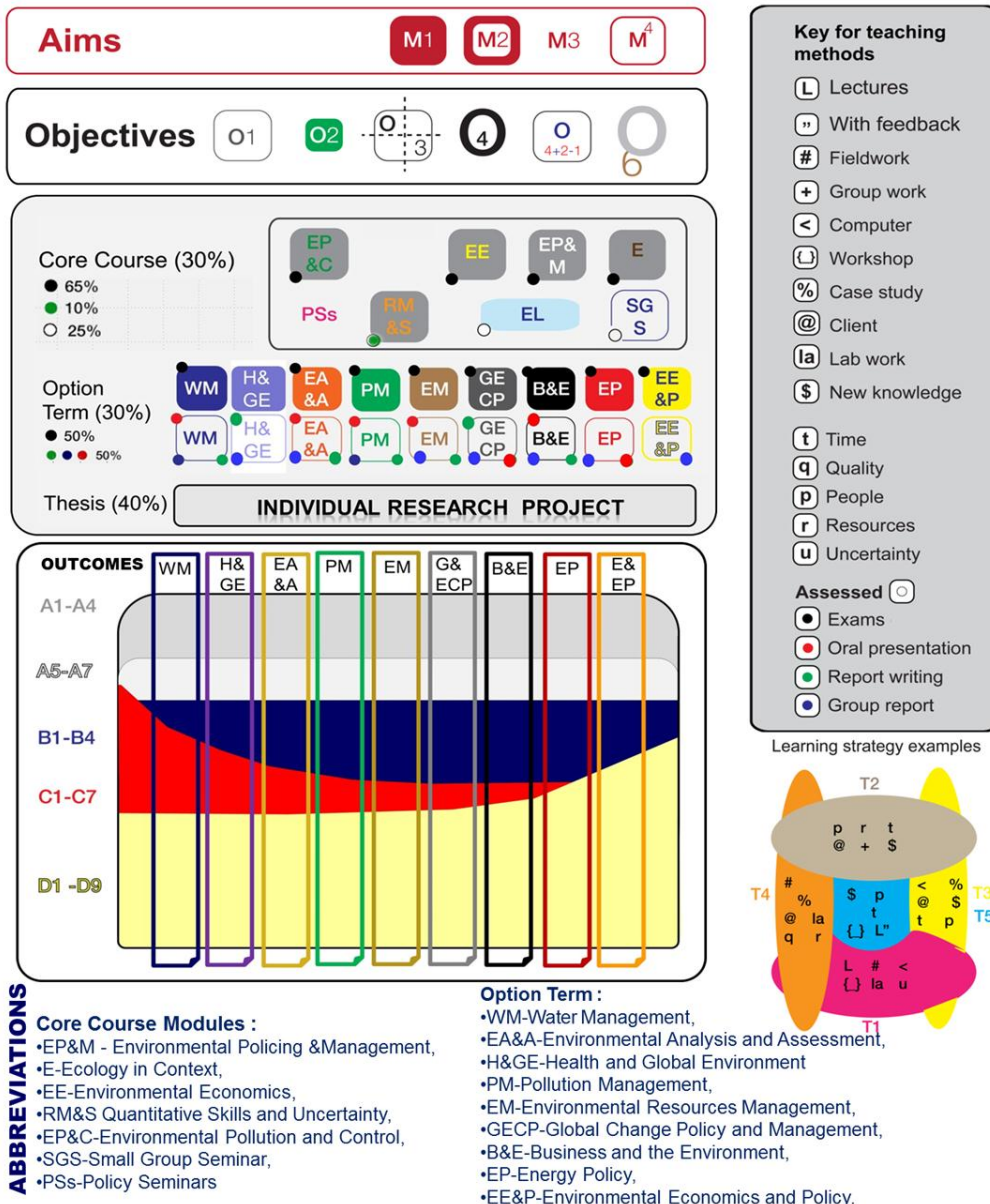 Aims M1 M2 M3 M4
Objectives O1 O2 O3 O4 O 4+2-1 O6
Core Course (30%)
65%
10%
25%
EP &C
EE
EP& M
E
PSs
RM &S
EL
SG S
Option
Term (30%)
50%
50%
WM H& GE EA &A PM EM GE CP B&E EP EE &P
WM H& GE EA &A PM EM GE CP B&E EP EE &P
Thesis (40%) INDIVIDUAL RESEARCH PROJECT
OUTCOMES WM H& GE EA &A PM EM G& ECP B&E EP E& EP
A1-A4
A5-A7
B1-B4
C1-C7
D1 -D9
Key for teaching
methods
L Lectures
" With feedback
# Fieldwork
+ Group work
< Computer
{_} Workshop
% Case study
@ Client
la Lab work
$ New knowledge
t Time
q Quality
p People
r Resources
u Uncertainty
Assessed
Exams
Oral presentation
Report writing
Group report
Learning strategy examples
T2
p r t
@ + $
T4
#
%
@ la
q r
$ p
t
{_} L"
< %
@ $
t p
T3
T5
L # <
{_} la u
T1
ABBREVIATIONS
Core Course Modules :
•EP&M - Environmental Policing &Management,
•E-Ecology in Context,
•EE-Environmental Economics,
•RM&S Quantitative Skills and Uncertainty,
•EP&C-Environmental Pollution and Control,
•SGS-Small Group Seminar,
•PSs-Policy Seminars
Option Term :
•WM-Water Management,
•EA&A-Environmental Analysis and Assessment,
•H&GE-Health and Global Environment
•PM-Pollution Management,
•EM-Environmental Resources Management,
•GECP-Global Change Policy and Management,
•B&E-Business and the Environment,
•EP-Energy Policy,
•EE&P-Environmental Economics and Policy,